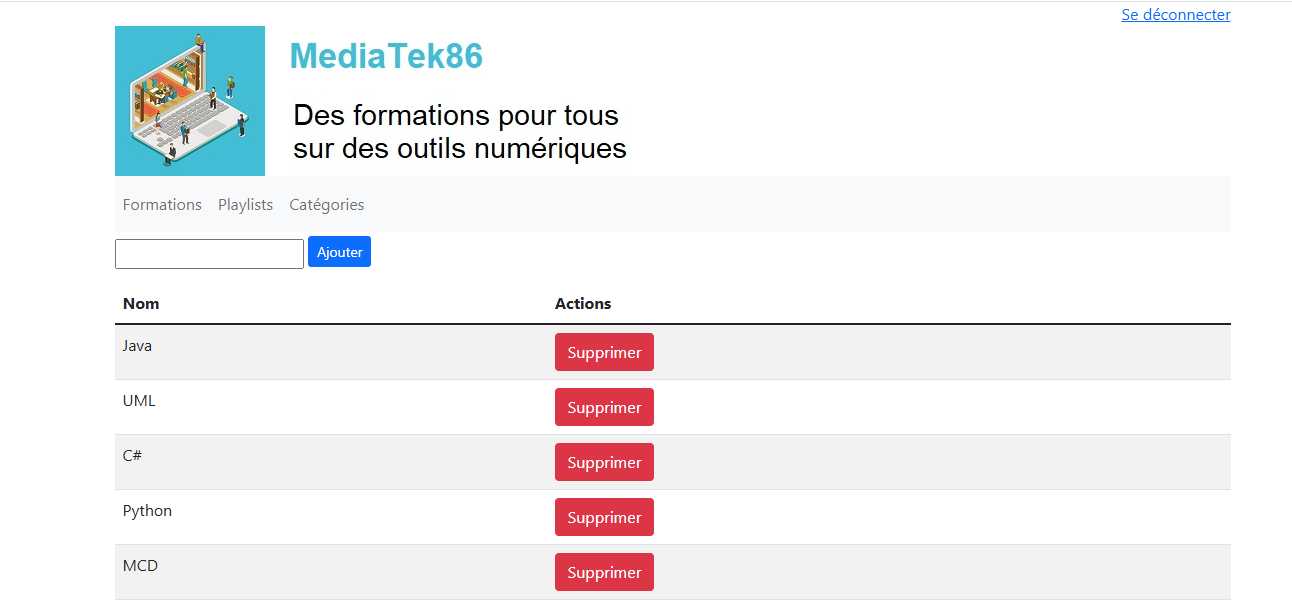 Se déconnecter
MediaTek86
Des formations pour tous
sur des outils numériques
Formations Playlists Catégories
Ajouter
Nom Actions
Java Supprimer
UML Supprimer
C# Supprimer
Python Supprimer
MCD Supprimer